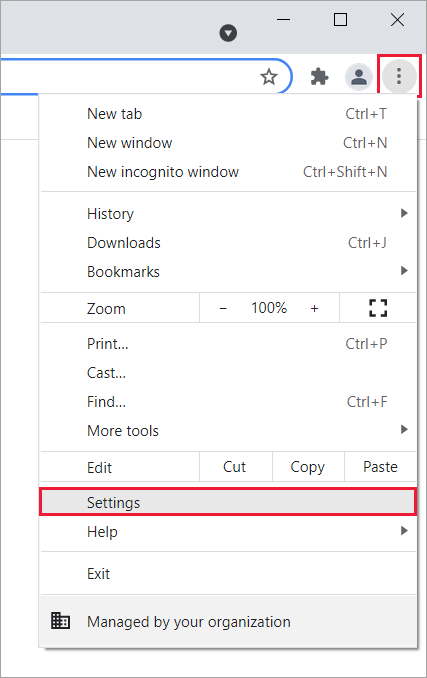 New tab Ctrl+T
New window Ctrl+N
New incognito window Ctrl+Shift+N
History
Downloads Ctrl+J
Bookmarks
Zoom − 100% +
Print... Ctrl+P
Cast...
Find... Ctrl+F
More tools
Edit Cut Copy Paste
Settings
Help
Exit
Managed by your organization